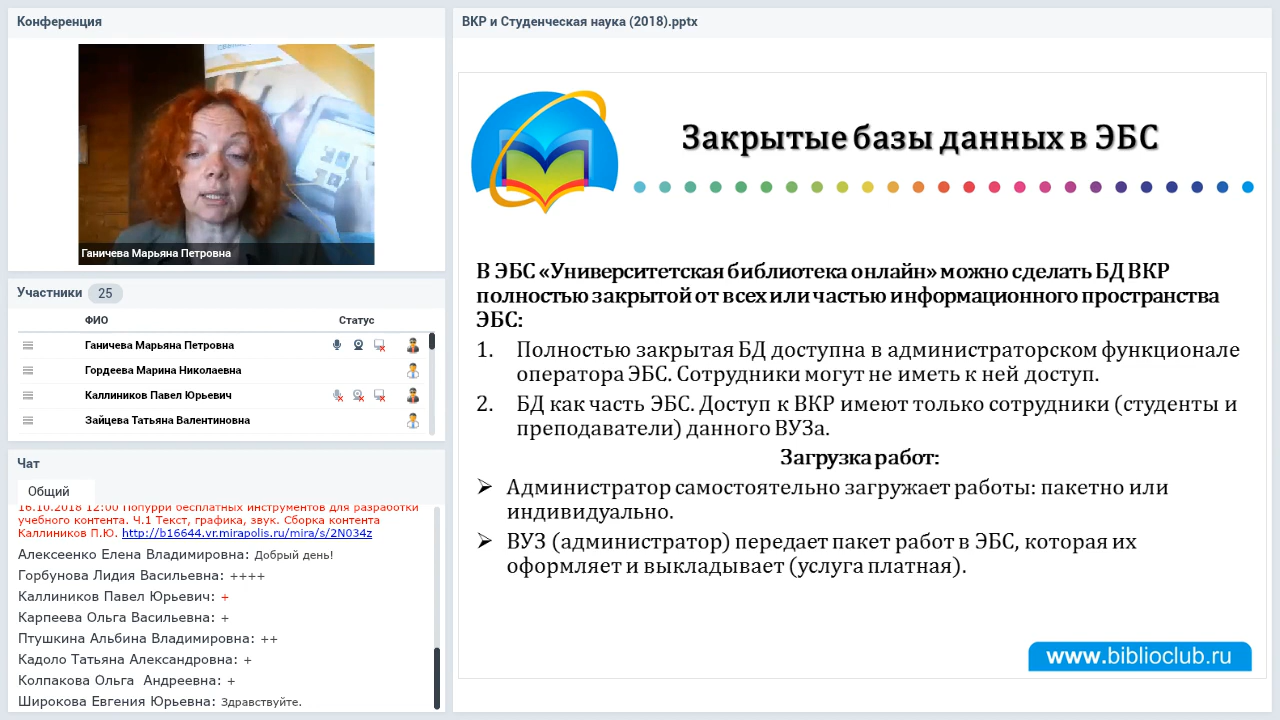 Конференция
Ганичева Марьяна Петровна
Участники 25
ФИО Статус
Ганичева Марьяна Петровна
Гордеева Марина Николаевна
Каллиников Павел Юрьевич
Зайцева Татьяна Валентиновна
Чат
Общий
16.10.2018 12:00 Попурри бесплатных инструментов для разработки
учебного контента. Ч.1 Текст, графика, звук. Сборка контента
Каллиников П.Ю. http://b16644.vr.mirapolis.ru/mira/s/2N034z
Алексеенко Елена Владимировна: Добрый день!
Горбунова Лидия Васильевна: ++++
Каллиников Павел Юрьевич: +
Карпеева Ольга Васильевна: +
Птушкина Альбина Владимировна: ++
Кадоло Татьяна Александровна: +
Колпакова Ольга Андреевна: +
Широкова Евгения Юрьевна: Здравствуйте.
ВКР и Студенческая наука (2018).pptx
Закрытые базы данных в ЭБС
В ЭБС «Университетская библиотека онлайн» можно сделать БД ВКР
полностью закрытой от всех или частью информационного пространства
ЭБС:
1. Полностью закрытая БД доступна в администраторском функционале
оператора ЭБС. Сотрудники могут не иметь к ней доступ.
2. БД как часть ЭБС. Доступ к ВКР имеют только сотрудники (студенты и
преподаватели) данного ВУЗа.
Загрузка работ:
➢ Администратор самостоятельно загружает работы: пакетно или
индивидуально.
➢ ВУЗ (администратор) передает пакет работ в ЭБС, которая их
оформляет и выкладывает (услуга платная).
www.biblioclub.ru